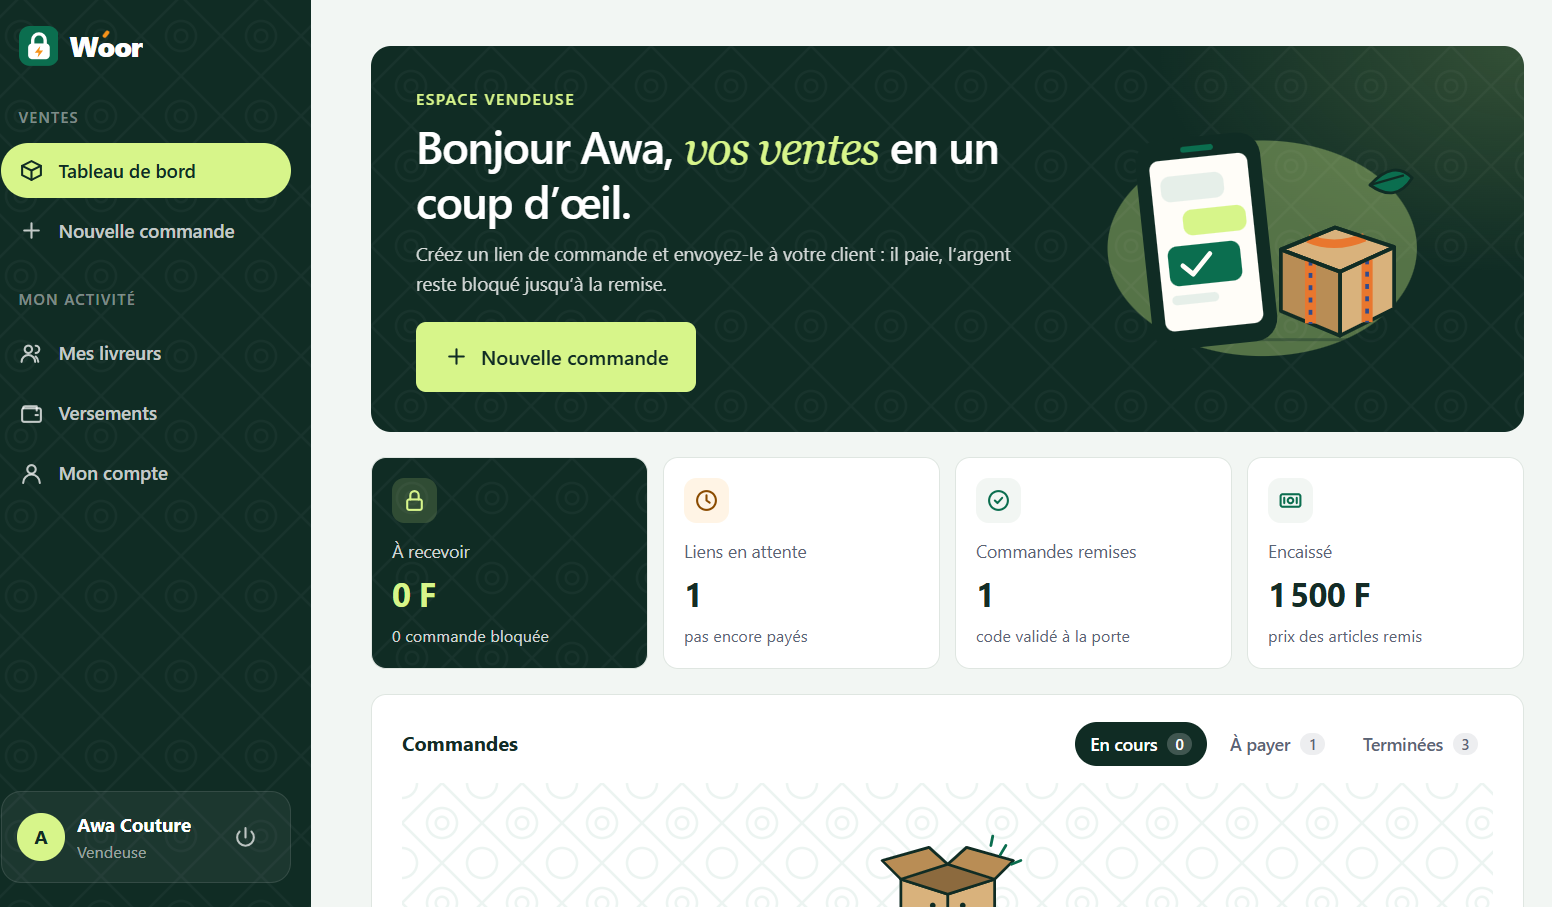 Wóor
VENTES
Tableau de bord
Nouvelle commande
MON ACTIVITÉ
Mes livreurs
Versements
Mon compte
A
Awa Couture
Vendeuse
ESPACE VENDEUSE
Bonjour Awa, vos ventes en un
coup d’œil.
Créez un lien de commande et envoyez-le à votre client : il paie, l’argent
reste bloqué jusqu’à la remise.
Nouvelle commande
À recevoir
0 F
0 commande bloquée
Liens en attente
1
pas encore payés
Commandes remises
1
code validé à la porte
Encaissé
1 500 F
prix des articles remis
Commandes
En cours 0
À payer 1
Terminées 3